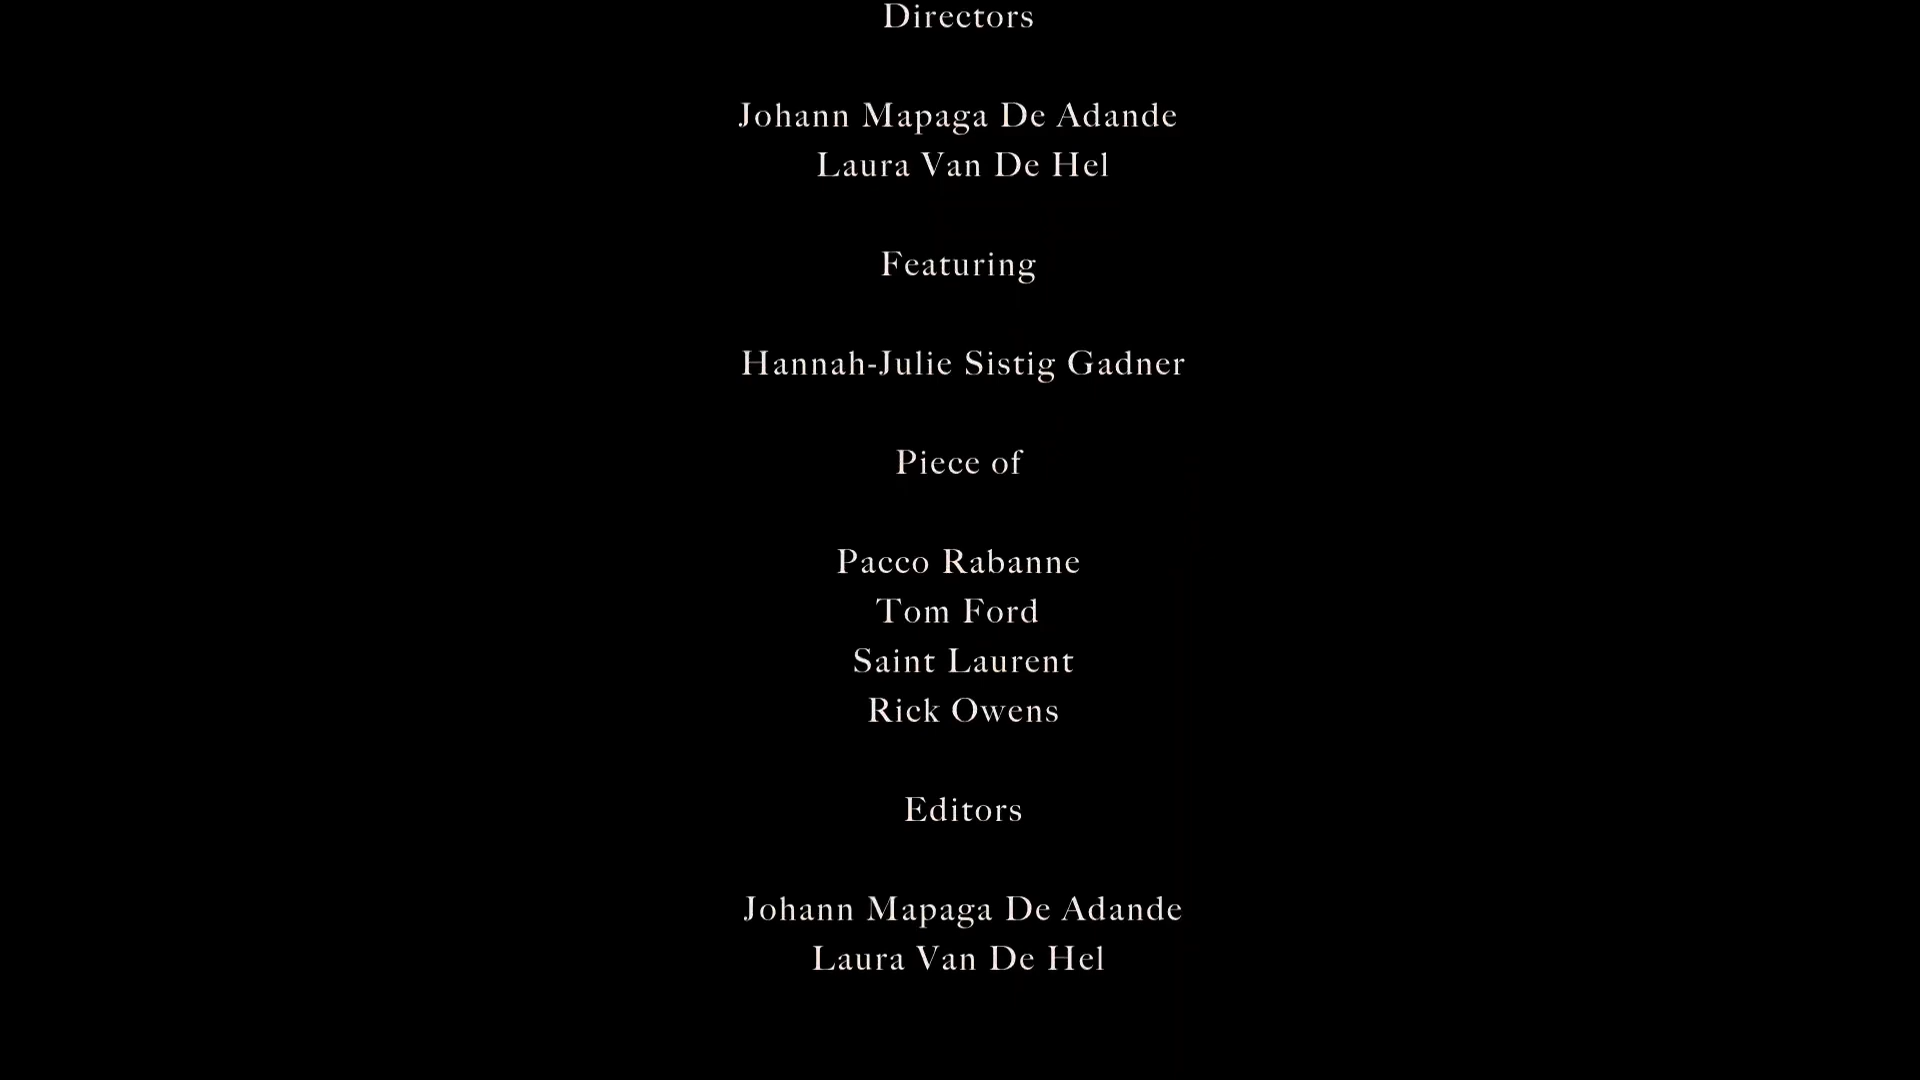 Directors
Johann Mapaga De Adande
Laura Van De Hel
Featuring
Hannah-Julie Sistig Gadner
Piece of
Pacco Rabanne
Tom Ford
Saint Laurent
Rick Owens
Editors
Johann Mapaga De Adande
Laura Van De Hel